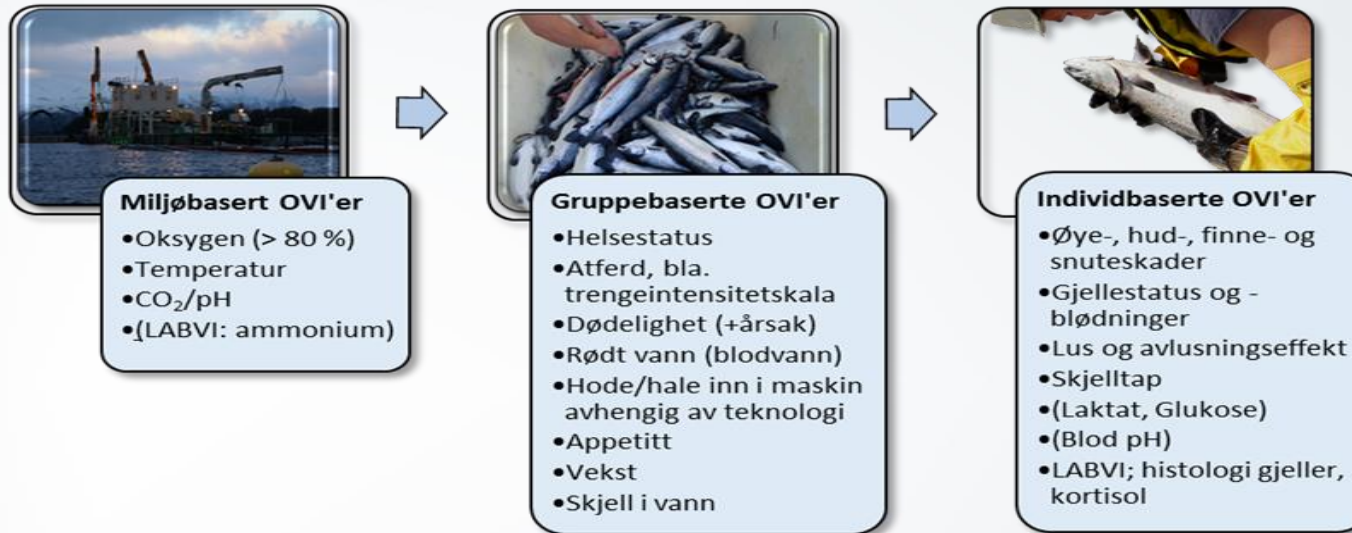 Miljøbasert OVI'er
•Oksygen (> 80 %)
•Temperatur
•CO₂/pH
•(LABVI: ammonium)
Gruppebaserte OVI'er
•Helsestatus
•Atferd, bla.
trengeintensitetskala
•Dødelighet (+årsak)
•Rødt vann (blodvann)
•Hode/hale inn i maskin
avhengig av teknologi
•Appetitt
•Vekst
•Skjell i vann
Individbaserte OVI'er
•Øye-, hud-, finne- og
snuteskader
•Gjellestatus og -
blødninger
•Lus og avlusningseffekt
•Skjelltap
•(Laktat, Glukose)
•(Blod pH)
•LABVI; histologi gjeller,
kortisol